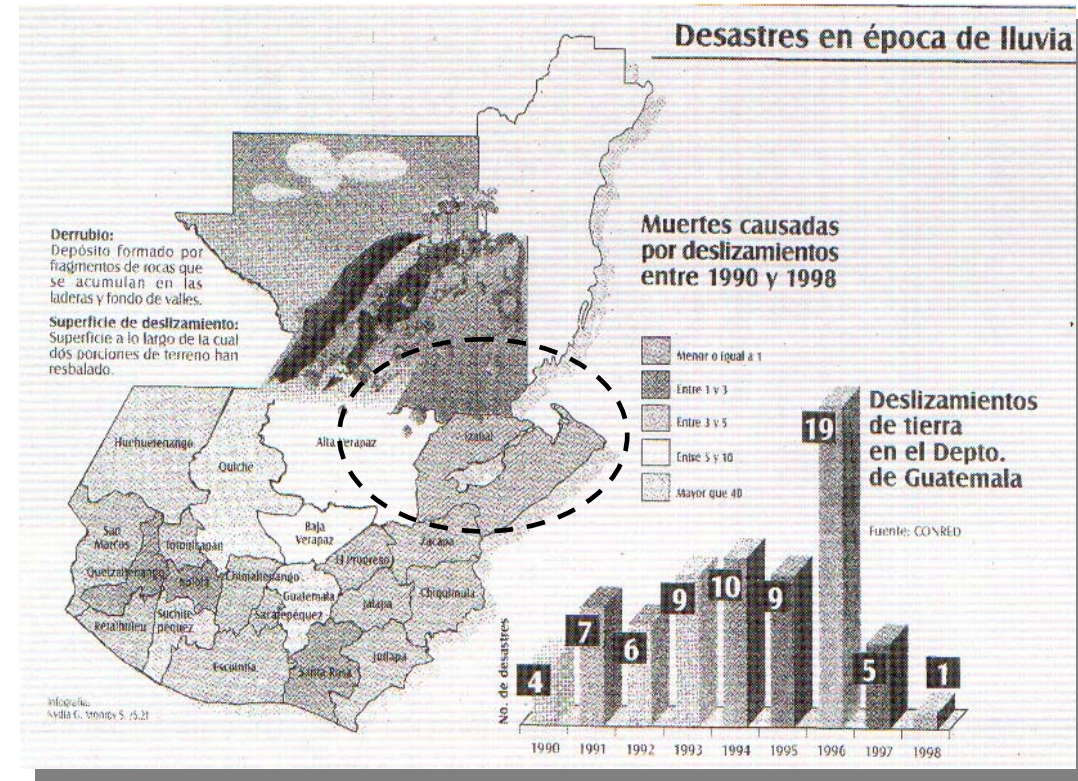 Desastres en época de lluvia
Derrubio:
Depósito formado por
fragmentos de rocas que
se acumulan en las
laderas y fondo de valles.
Superficie de deslizamiento:
Superficie a lo largo de la cual
dos porciones de terreno han
resbalado.
Muertes causadas
por deslizamientos
entre 1990 y 1998
Menor o igual a 1
Entre 1 y 3
Entre 3 y 5
Entre 5 y 10
Mayor que 40
Huehuetenango
Quiché
Alta Verapaz
Izabal
San
Marcos
Totonicapán
Baja
Verapaz
Zacapa
El Progreso
Quetzaltenango
Sololá
Chimaltenango
Guatemala
Sacatepéquez
Jalapa
Chiquimula
Retalhuleu
Suchite-
péquez
Escuintla
Santa Rosa
Jutiapa
Deslizamientos
de tierra
en el Depto.
de Guatemala
Fuente: CONRED
No. de desastres
4
7
6
9
10
9
19
5
1
1990 1991 1992 1993 1994 1995 1996 1997 1998
Infografía: